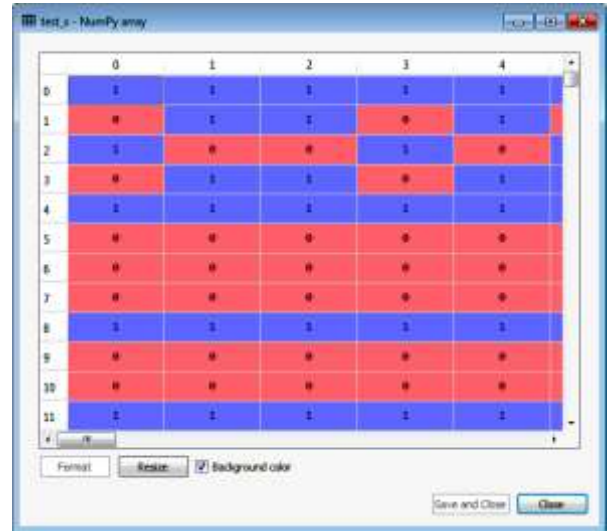 test_s - NumPy array
0 1 2 3 4
0 1 1 1 1 1
1 0 1 1 0 1
2 1 0 0 1 0
3 0 1 1 0 1
4 1 1 1 1 1
5 0 0 0 0 0
6 0 0 0 0 0
7 0 0 0 0 0
8 1 1 1 1 1
9 0 0 0 0 0
10 0 0 0 0 0
11 1 1 1 1 1
Format Resize Background color
Save and Close Close